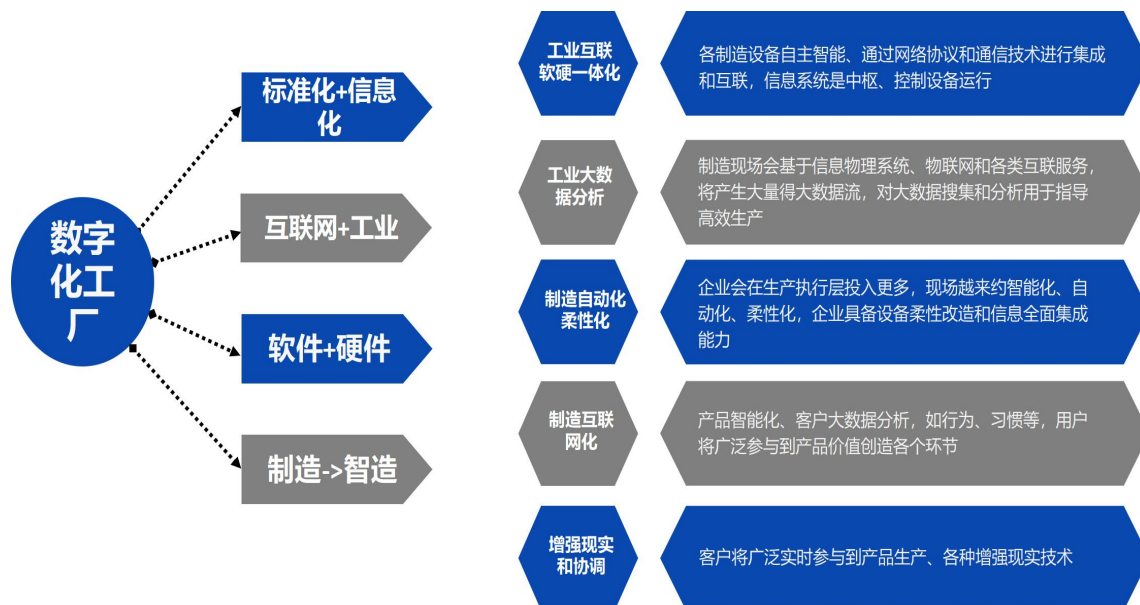 数字
化工
厂
标准化+信息
化
互联网+工业
软件+硬件
制造->智造
工业互联
软硬一体化
各制造设备自主智能、通过网络协议和通信技术进行集成
和互联，信息系统是中枢、控制设备运行
工业大数
据分析
制造现场会基于信息物理系统、物联网和各类互联服务，
将产生大量得大数据流，对大数据搜集和分析用于指导
高效生产
制造自动化
柔性化
企业会在生产执行层投入更多，现场越来约智能化、自
动化、柔性化，企业具备设备柔性改造和信息全面集成
能力
制造互联
网化
产品智能化、客户大数据分析，如行为、习惯等，用户
将广泛参与到产品价值创造各个环节
增强现实
和协调
客户将广泛实时参与到产品生产、各种增强现实技术